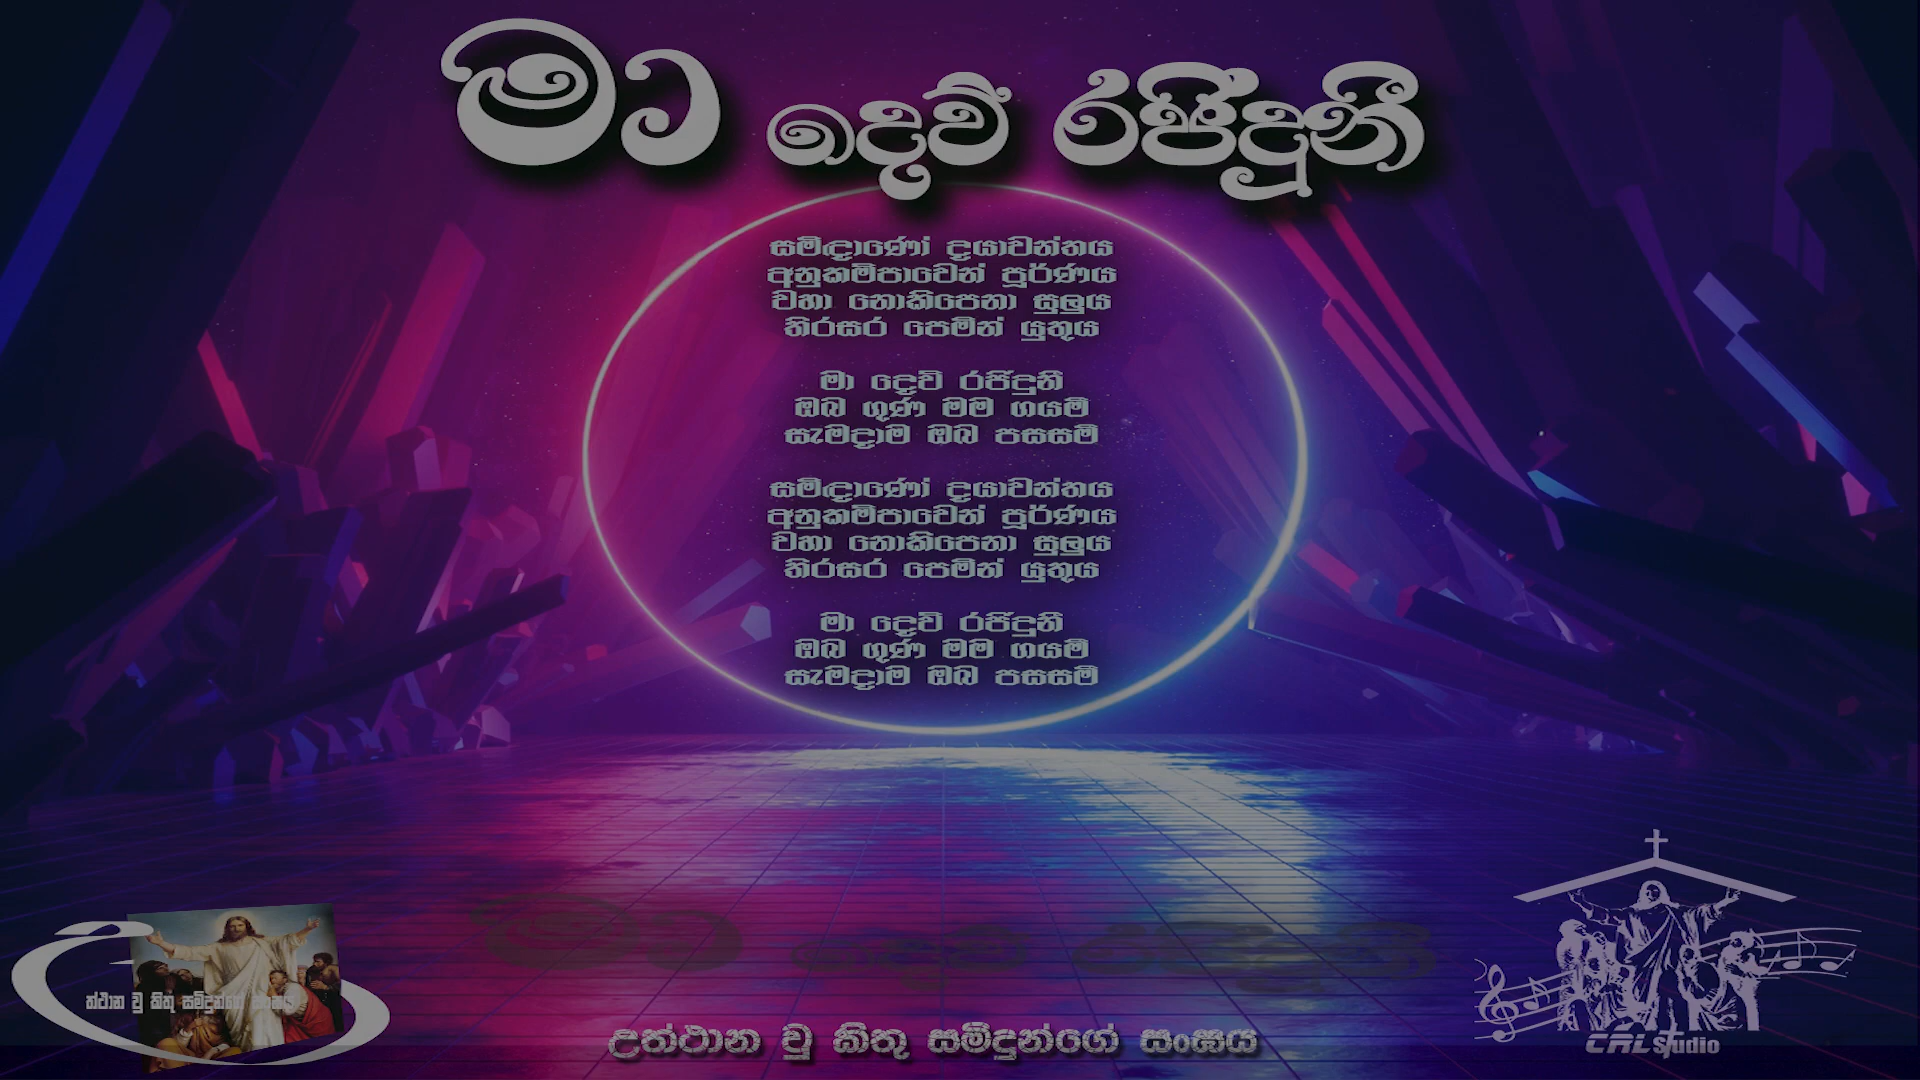 මා දෙව් රජිඳුනී
සමිඳාණෝ දයාවන්තය
අනුකම්පාවෙන් පූර්ණය
වහා නොකිපෙනා සුලුය
තිරසර පෙමින් යුතුය
මා දෙව් රජිඳුනී
ඔබ ගුණ මම ගයමි
සැමදාම ඔබ පසසමි
සමිඳාණෝ දයාවන්තය
අනුකම්පාවෙන් පූර්ණය
වහා නොකිපෙනා සුලුය
තිරසර පෙමින් යුතුය
මා දෙව් රජිඳුනී
ඔබ ගුණ මම ගයමි
සැමදාම ඔබ පසසමි
ත්ථාන වූ කිතු සමිඳුන්ගේ
උත්ථාන වූ කිතු සමිඳුන්ගේ සංඝය
CRL Studio